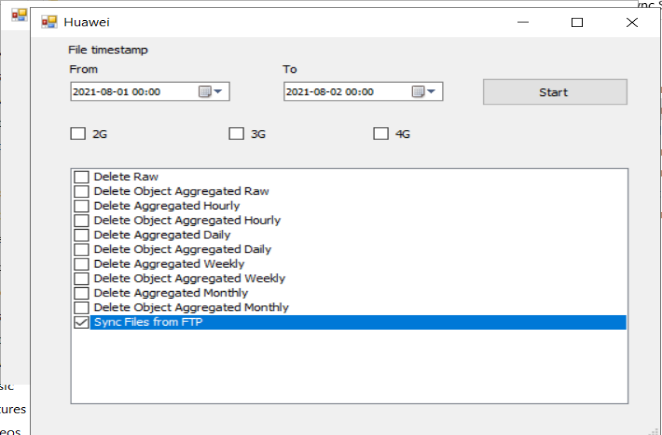 ync S
Huawei
File timestamp
From To
2021-08-01 00:00 2021-08-02 00:00 Start
2G 3G 4G
Delete Raw
Delete Object Aggregated Raw
Delete Aggregated Hourly
Delete Object Aggregated Hourly
Delete Aggregated Daily
Delete Object Aggregated Daily
Delete Aggregated Weekly
Delete Object Aggregated Weekly
Delete Aggregated Monthly
Delete Object Aggregated Monthly
Sync Files from FTP
sic
tures
eos